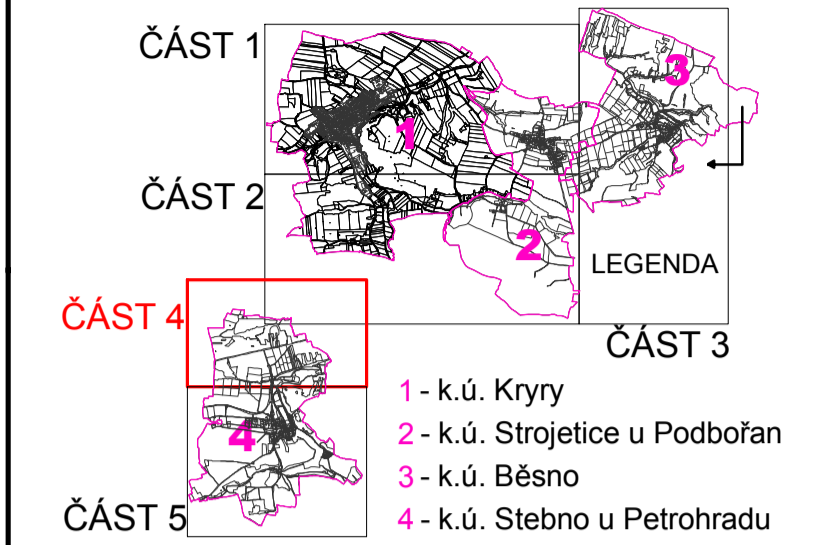 ČÁST 1
3
1
ČÁST 2
2
LEGENDA
ČÁST 4
ČÁST 3
1 - k.ú. Kryry
2 - k.ú. Strojetice u Podbořan
4
3 - k.ú. Běsno
ČÁST 5
4 - k.ú. Stebno u Petrohradu